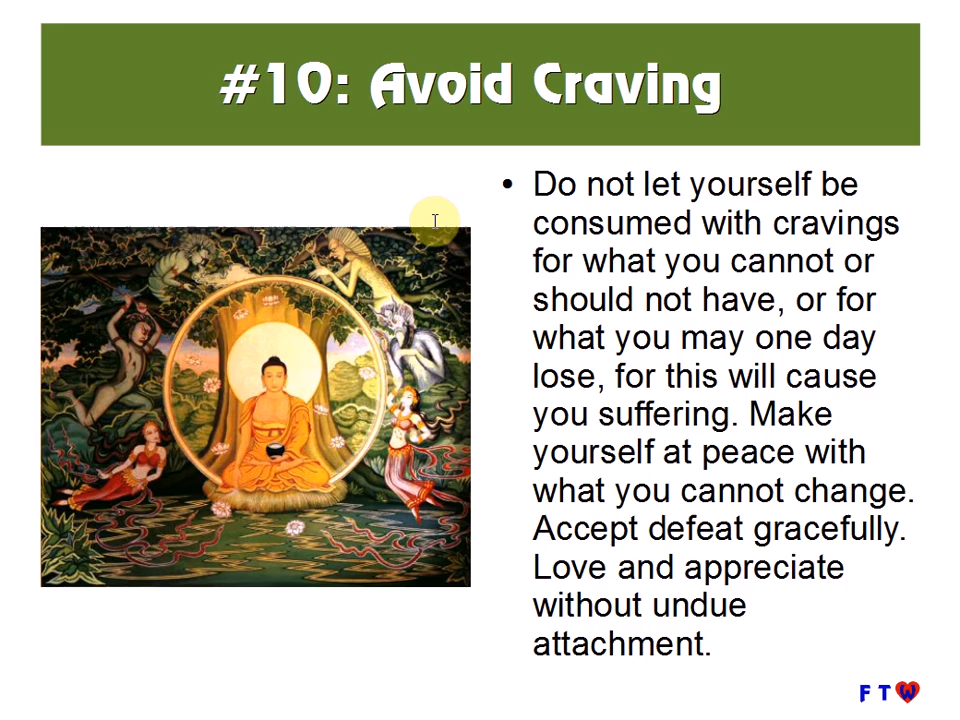 #10: Avoid Craving
• Do not let yourself be
consumed with cravings
for what you cannot or
should not have, or for
what you may one day
lose, for this will cause
you suffering. Make
yourself at peace with
what you cannot change.
Accept defeat gracefully.
Love and appreciate
without undue
attachment.
F T W